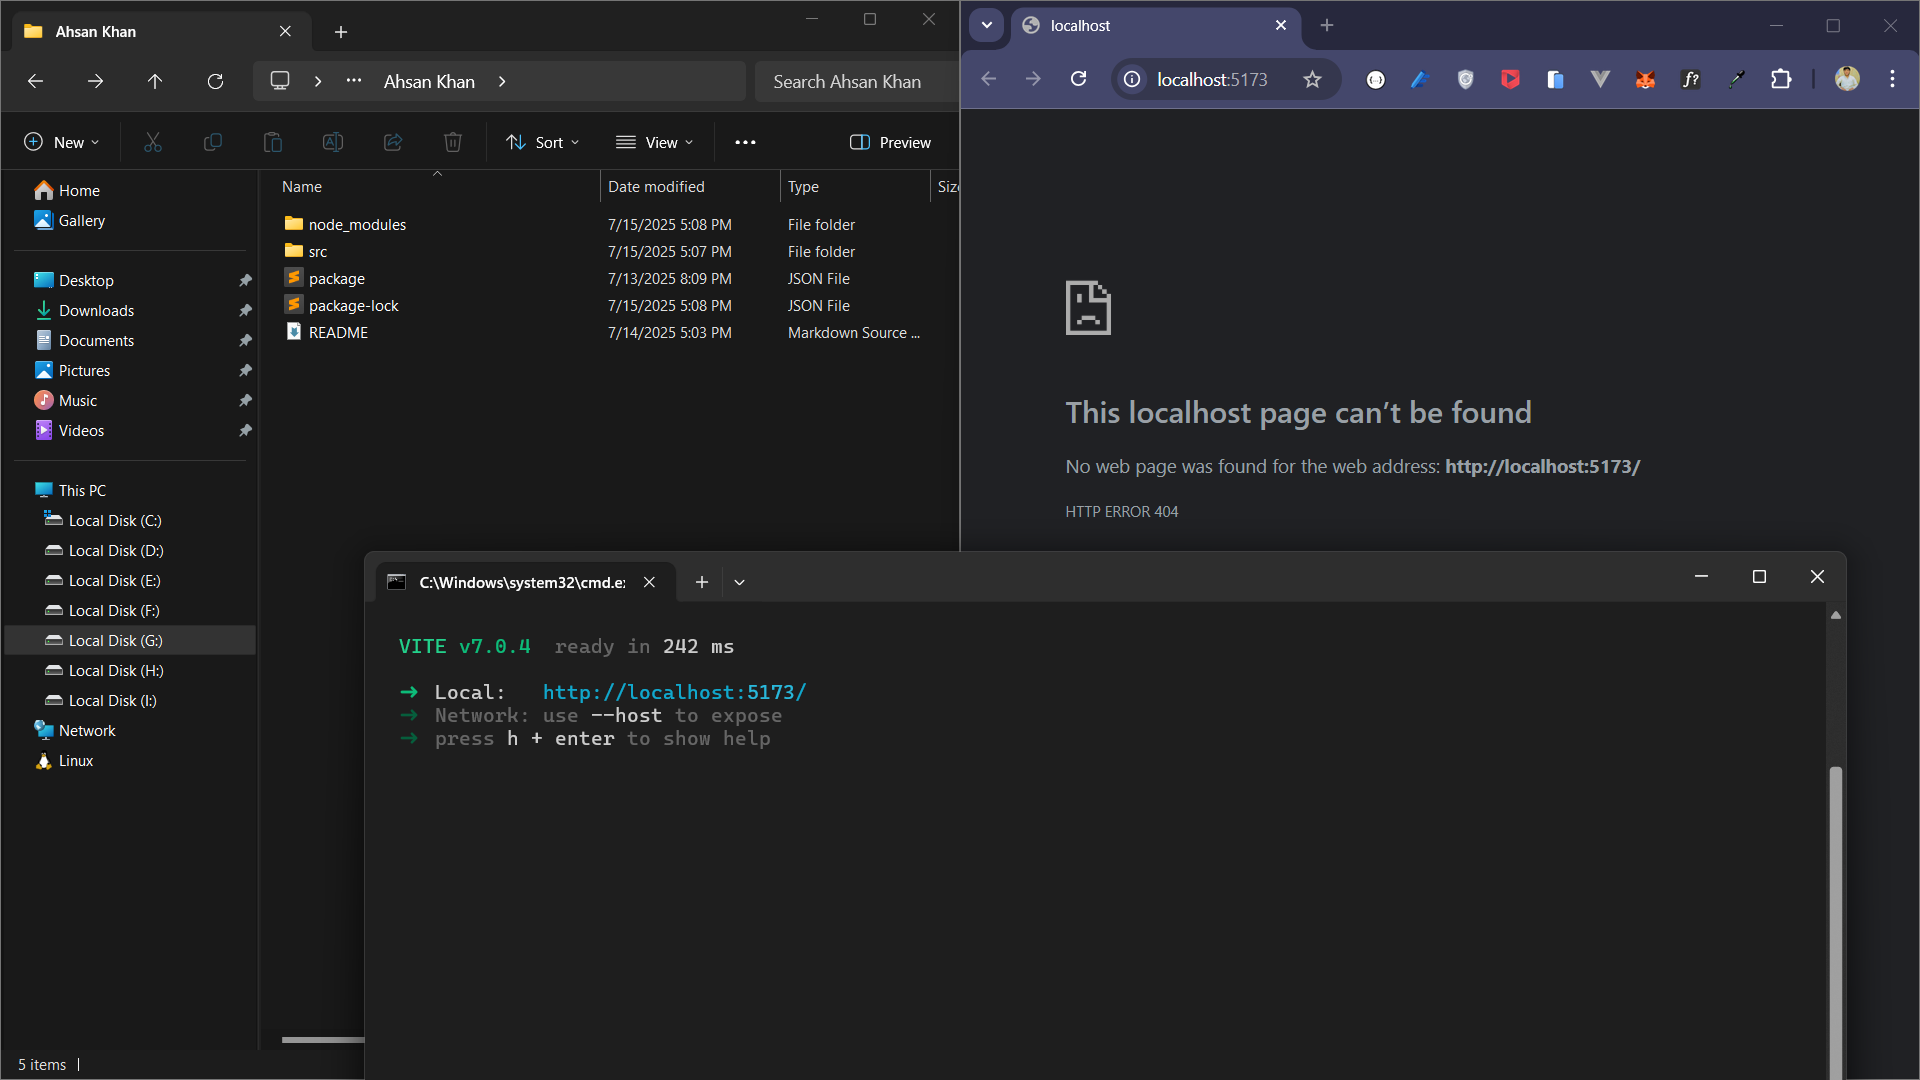 Ahsan Khan
Ahsan Khan
Search Ahsan Khan
New
Sort
View
Preview
Home
Gallery
Desktop
Downloads
Documents
Pictures
Music
Videos
This PC
Local Disk (C:)
Local Disk (D:)
Local Disk (E:)
Local Disk (F:)
Local Disk (G:)
Local Disk (H:)
Local Disk (I:)
Network
Linux
Name Date modified Type Size
node_modules 7/15/2025 5:08 PM File folder
src 7/15/2025 5:07 PM File folder
package 7/13/2025 8:09 PM JSON File
package-lock 7/15/2025 5:08 PM JSON File
README 7/14/2025 5:03 PM Markdown Source ...
5 items
localhost
localhost:5173
f?
This localhost page can’t be found
No web page was found for the web address: http://localhost:5173/
HTTP ERROR 404
C:\Windows\system32\cmd.e
VITE v7.0.4 ready in 242 ms
➜ Local: http://localhost:5173/
➜ Network: use --host to expose
➜ press h + enter to show help